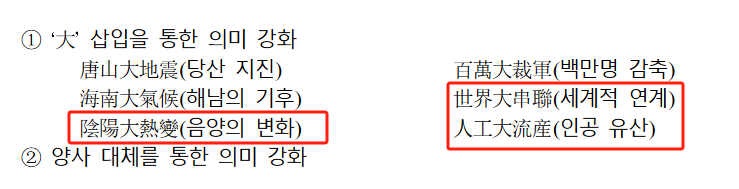 ① ‘大’ 삽입을 통한 의미 강화
唐山大地震(당산 지진) 百萬大裁軍(백만명 감축)
海南大氣候(해남의 기후) 世界大串聯(세계적 연계)
陰陽大熱變(음양의 변화) 人工大流産(인공 유산)
② 양사 대체를 통한 의미 강화